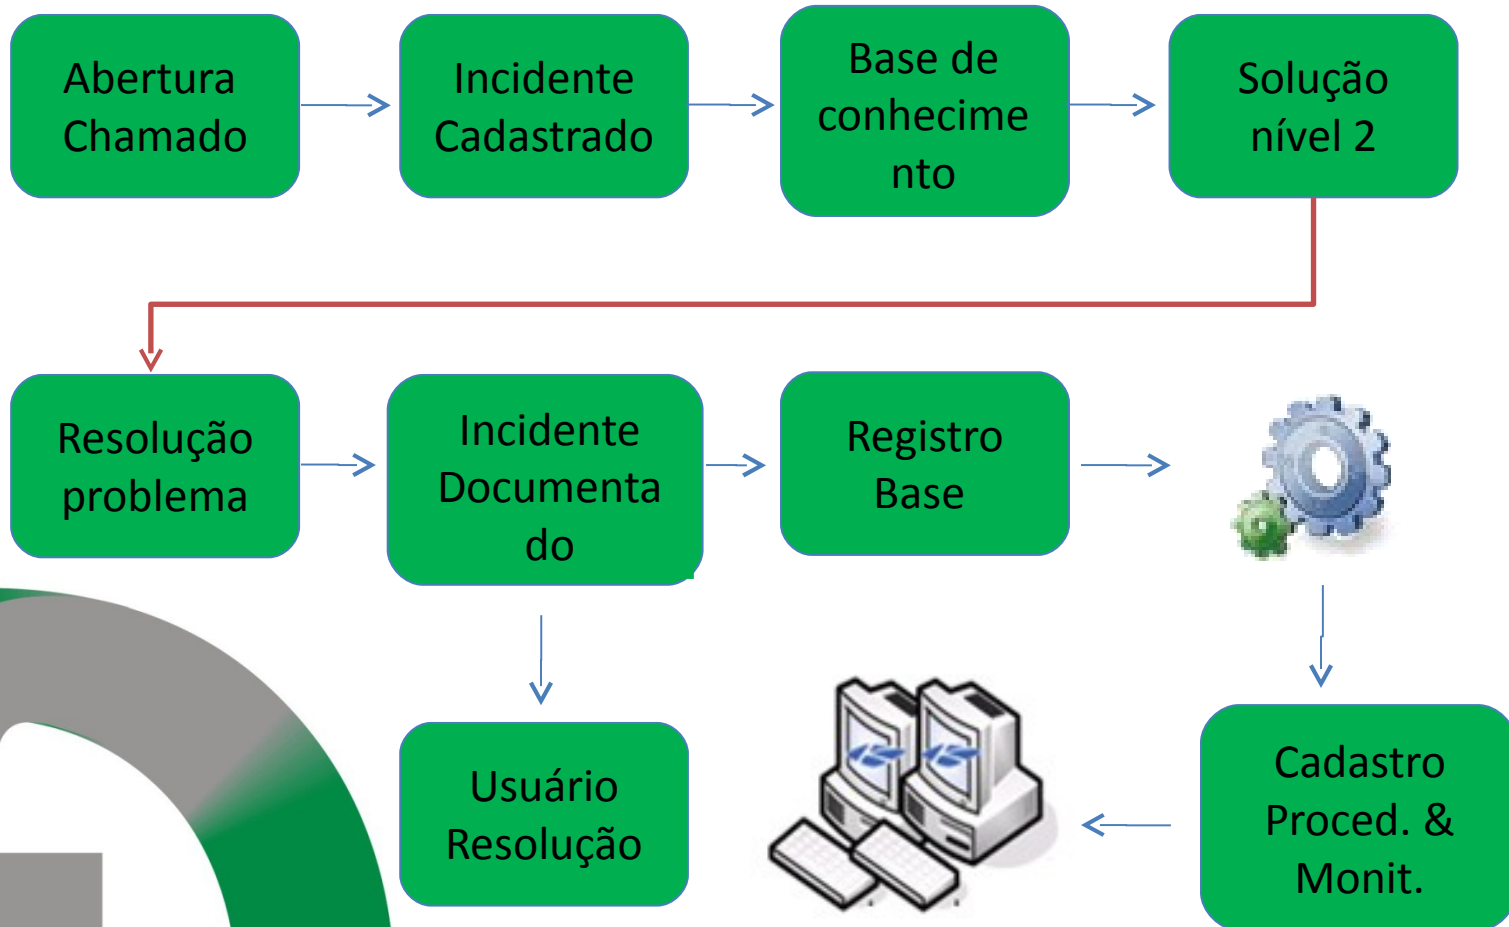 Abertura
Chamado
Incidente
Cadastrado
Base de
conhecime
nto
Solução
nível 2
Resolução
problema
Incidente
Documenta
do
Registro
Base
Usuário
Resolução
Cadastro
Proced. &
Monit.